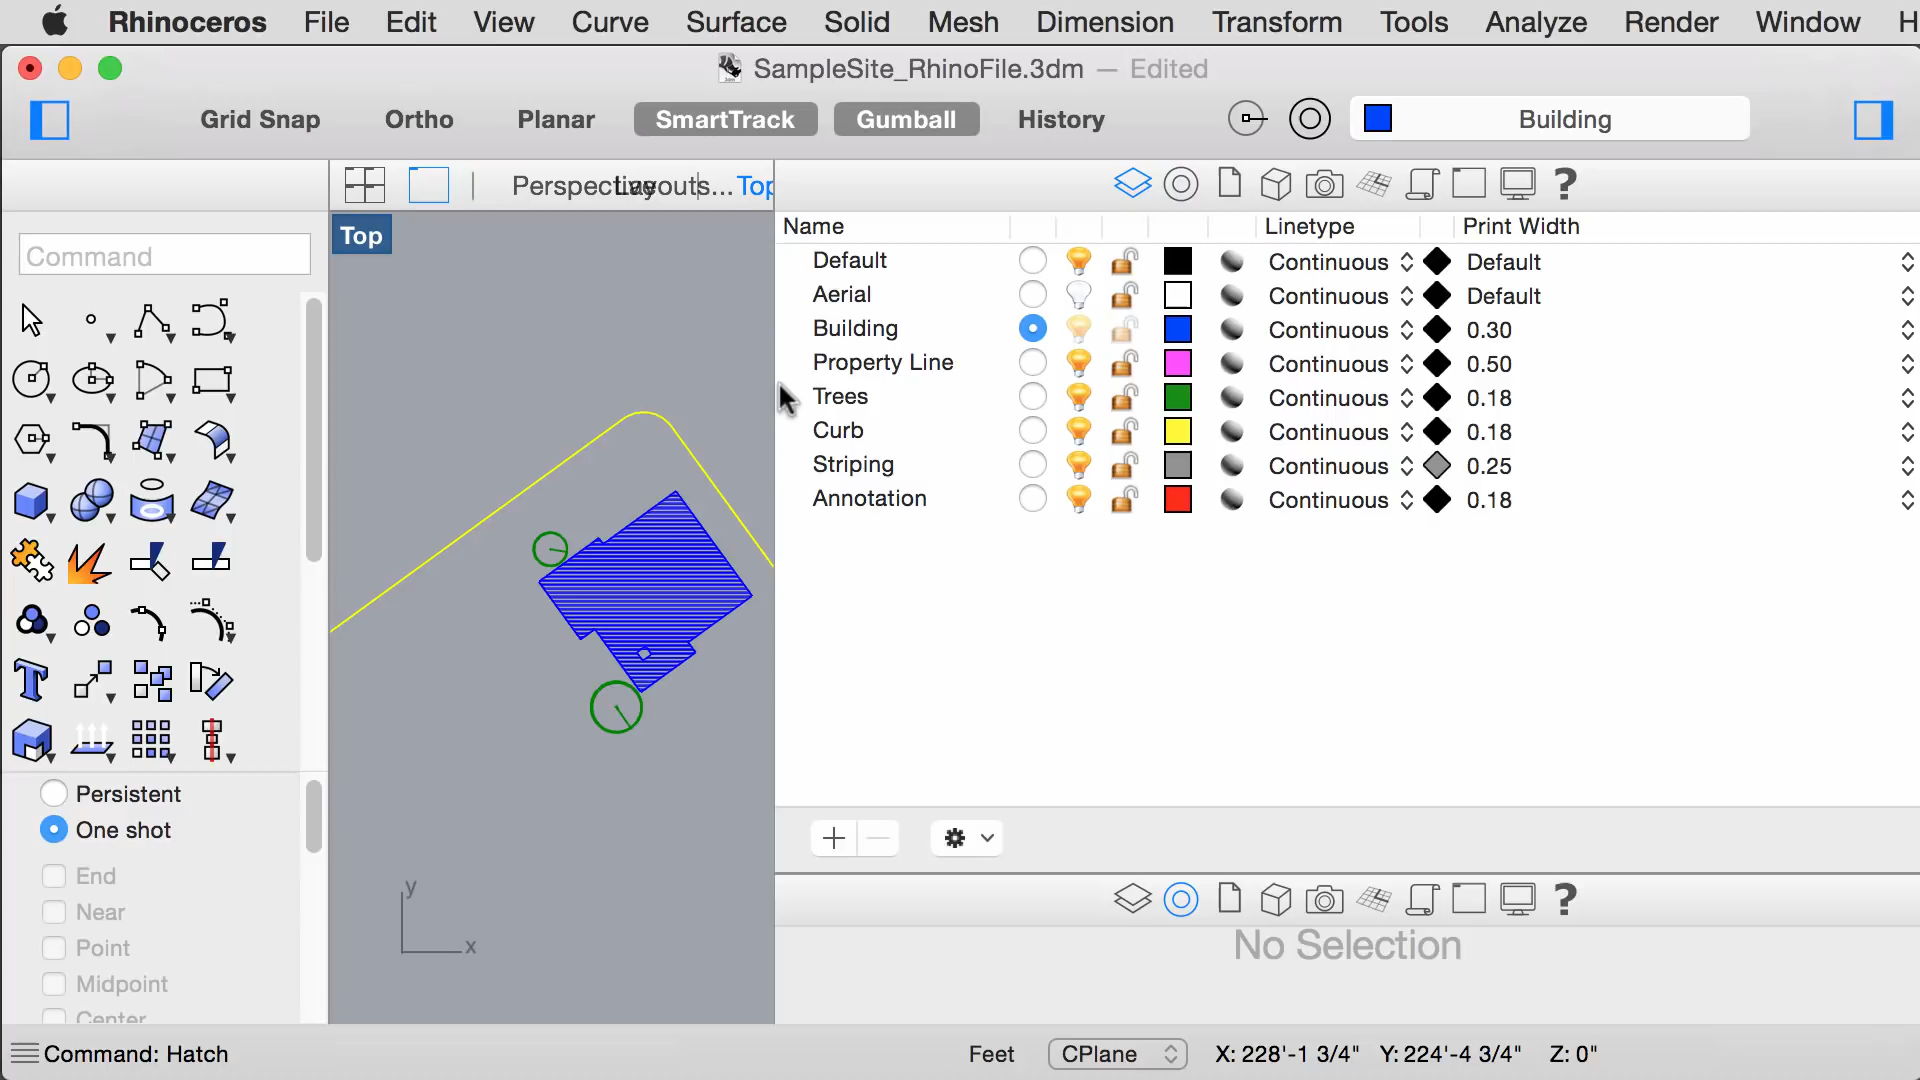 Rhinoceros File Edit View Curve Surface Solid Mesh Dimension Transform Tools Analyze Render Window H
SampleSite_RhinoFile.3dm — Edited
Grid Snap Ortho Planar SmartTrack Gumball History Building
Perspective Layouts... Top
Top
Command
Name Linetype Print Width
Default Continuous Default
Aerial Continuous Default
Building Continuous 0.30
Property Line Continuous 0.50
Trees Continuous 0.18
Curb Continuous 0.18
Striping Continuous 0.25
Annotation Continuous 0.18
Persistent
One shot
End
Near
Point
Midpoint
Center
y
x
No Selection
Command: Hatch
Feet CPlane X: 228'-1 3/4" Y: 224'-4 3/4" Z: 0"